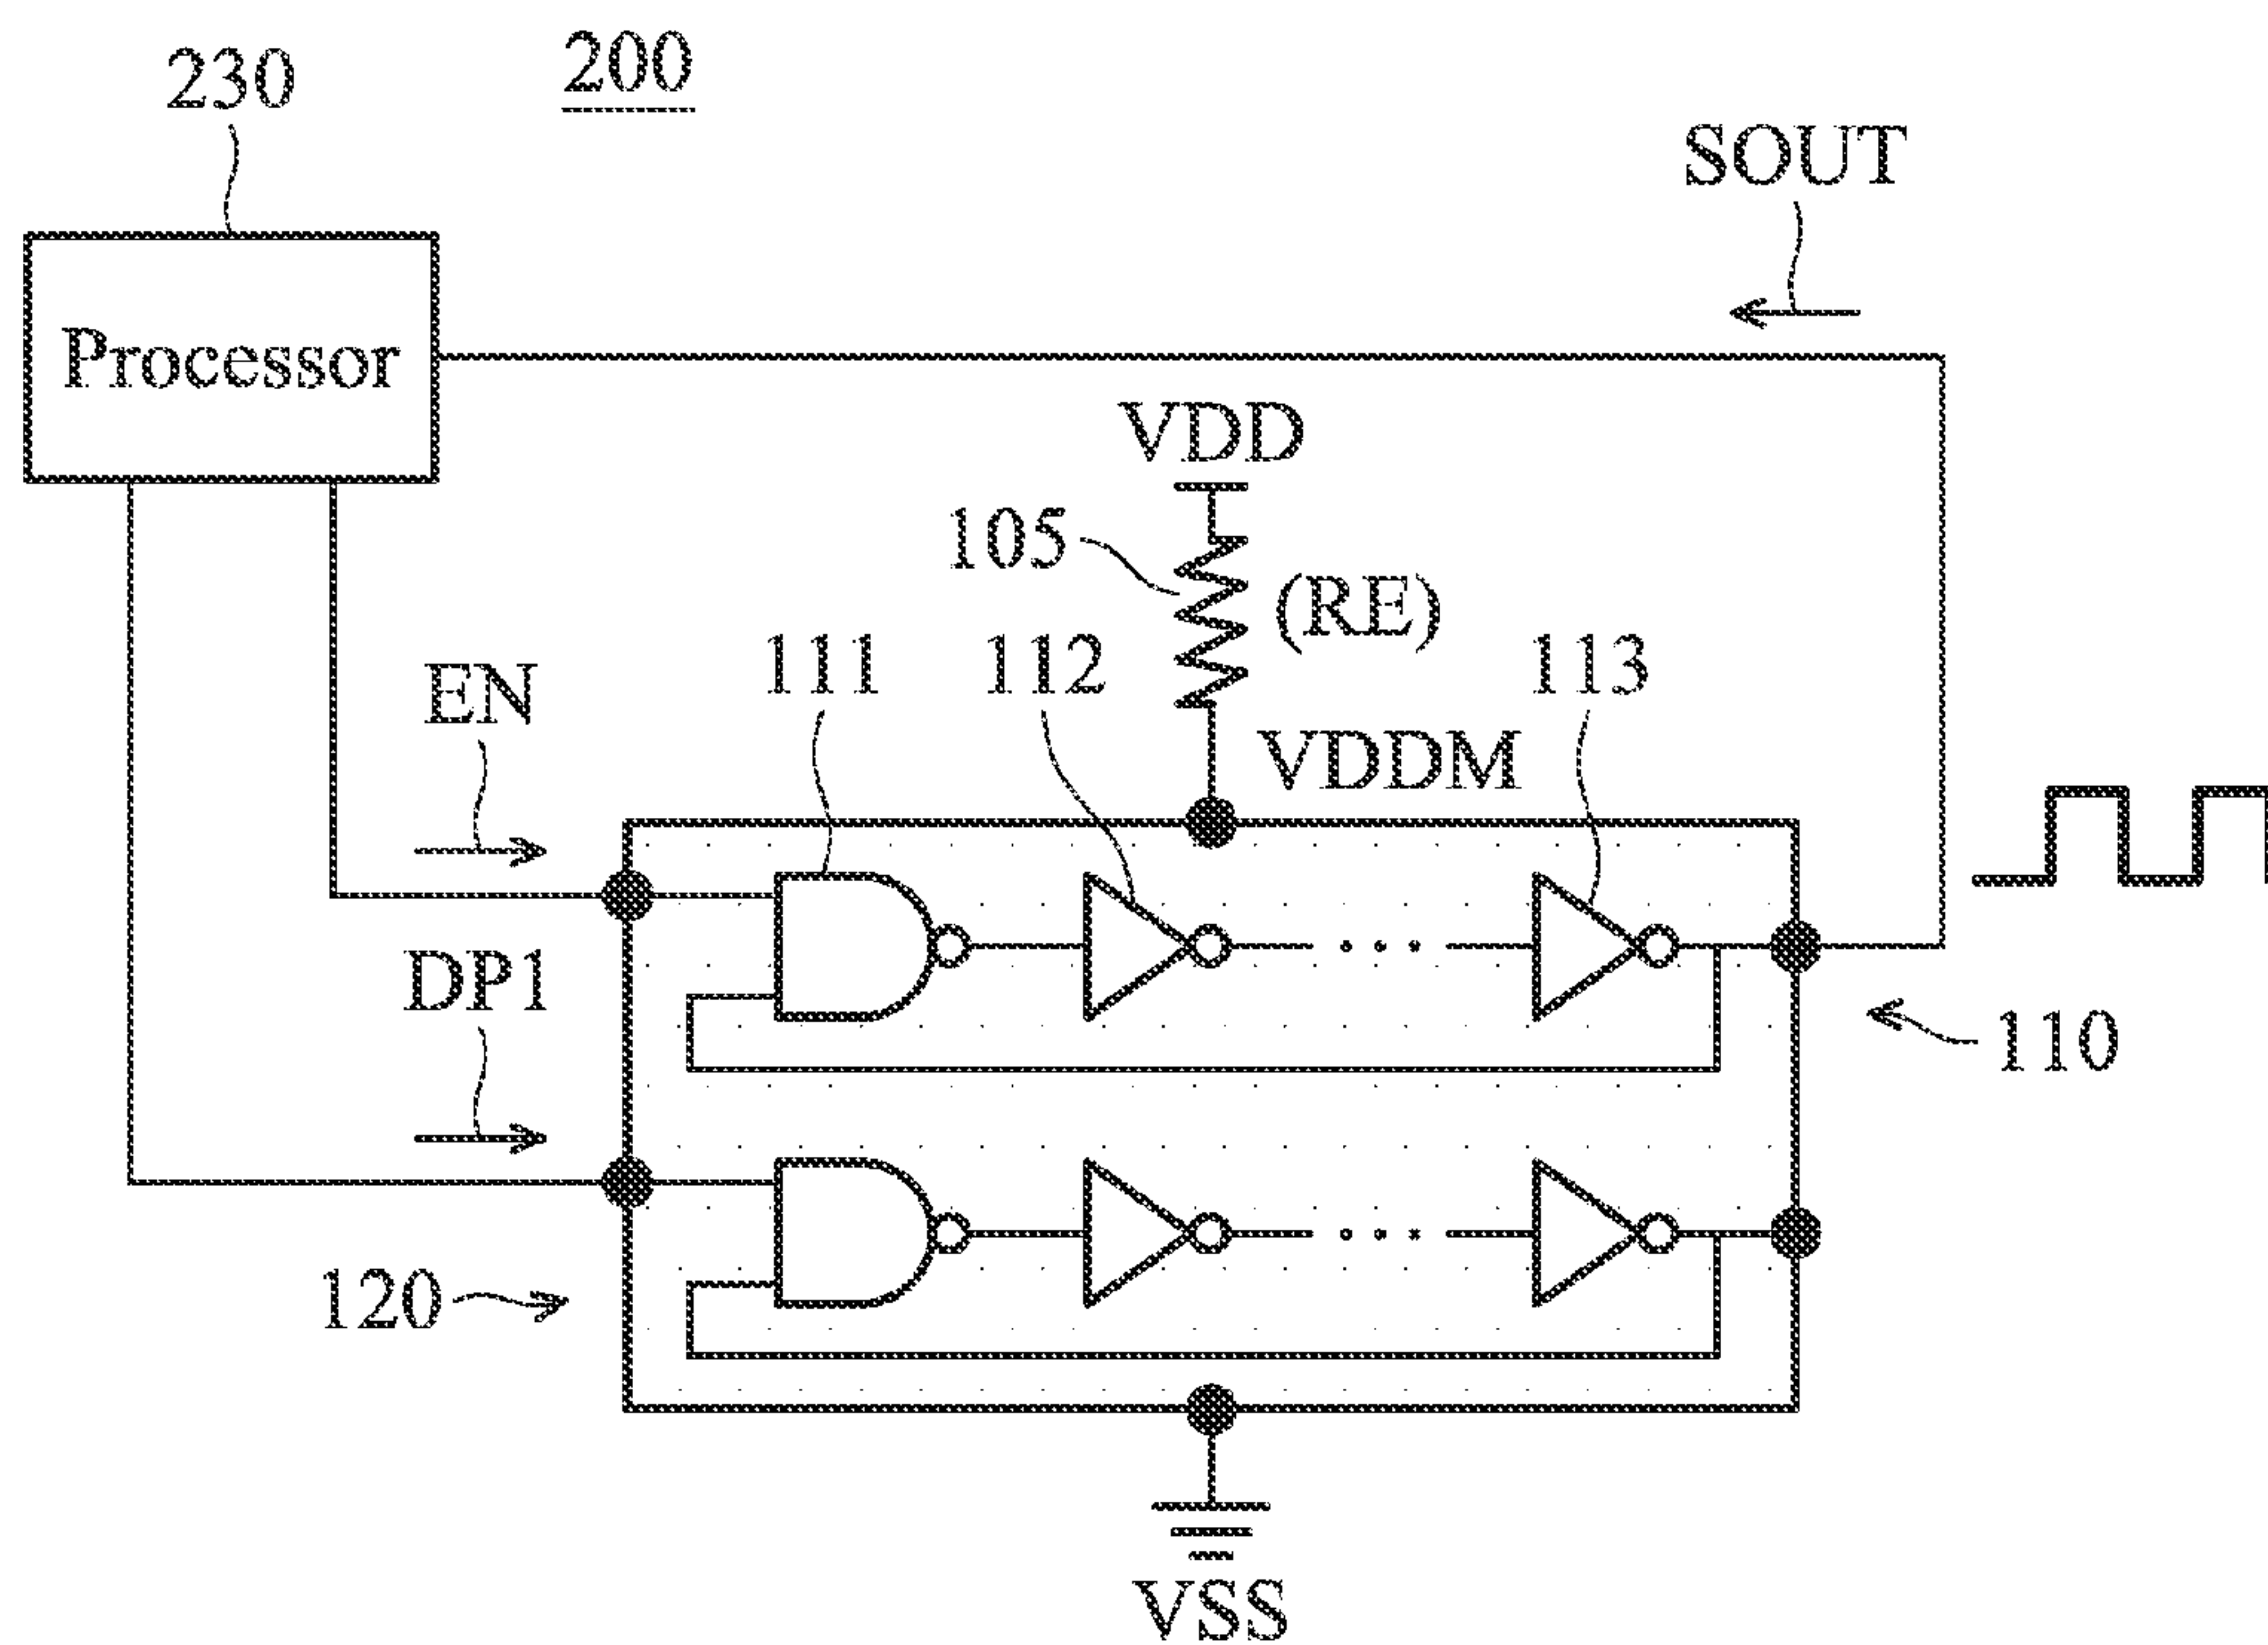 230
200
SOUT
Processor
VDD
105
(RE)
111
112
113
EN
VDDM
DP1
110
120
VSS